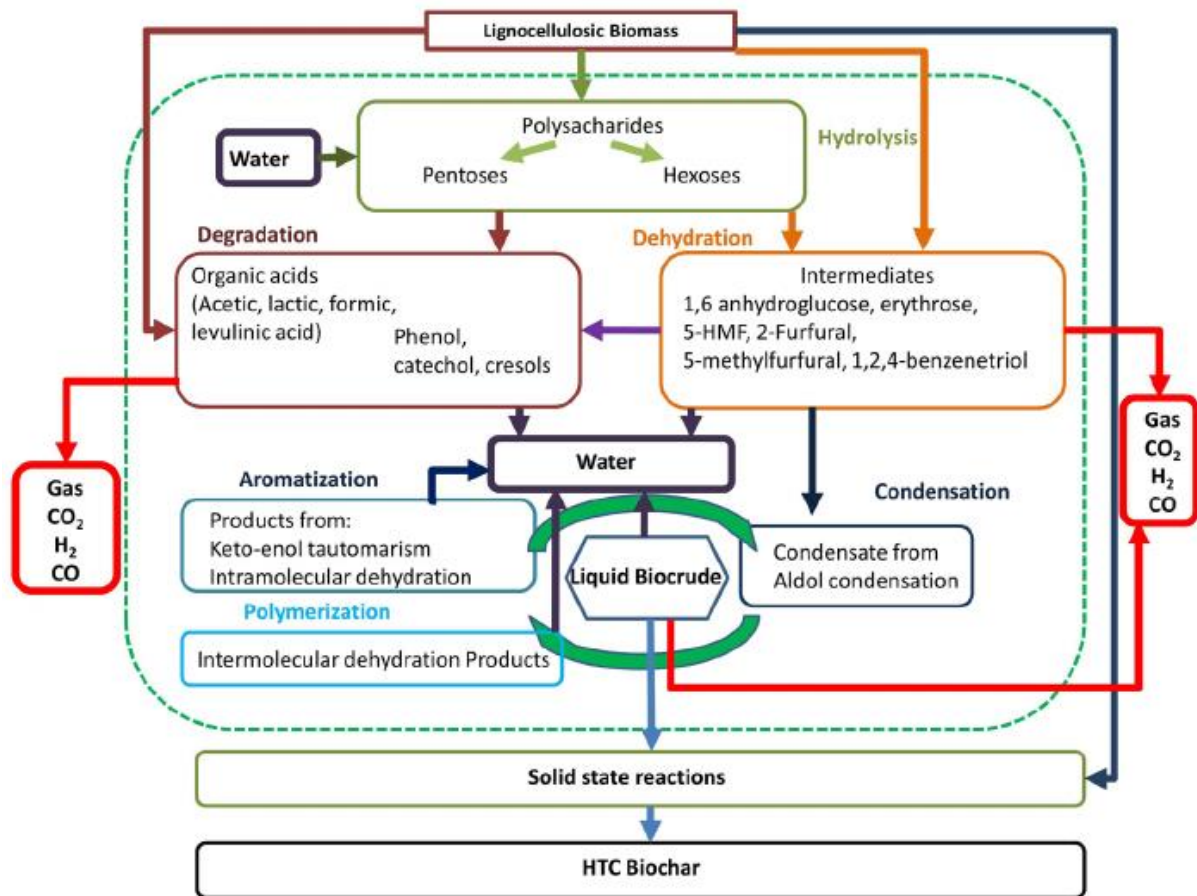 Lignocellulosic Biomass
Polysacharides
Hydrolysis
Water
Pentoses
Hexoses
Degradation
Dehydration
Organic acids
(Acetic, lactic, formic,
levulinic acid)
Phenol,
catechol, cresols
Intermediates
1,6 anhydroglucose, erythrose,
5-HMF, 2-Furfural,
5-methylfurfural, 1,2,4-benzenetriol
Gas
CO₂
H₂
CO
Water
Gas
CO₂
H₂
CO
Aromatization
Condensation
Products from:
Keto-enol tautomarism
Intramolecular dehydration
Liquid Biocrude
Condensate from
Aldol condensation
Polymerization
Intermolecular dehydration Products
Solid state reactions
HTC Biochar